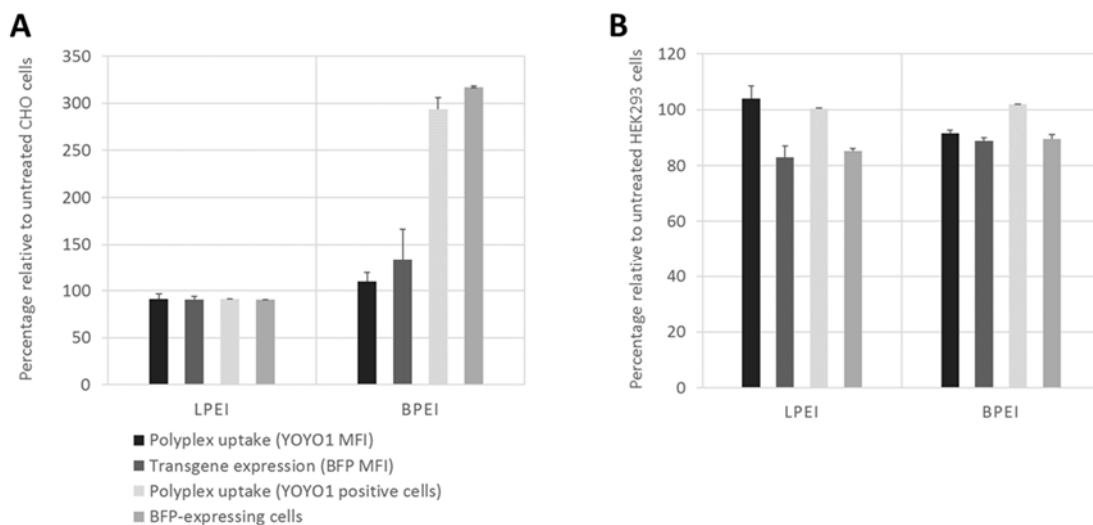 A
Percentage relative to untreated CHO cells
350
300
250
200
150
100
50
0
LPEI
BPEI
Polyplex uptake (YOYO1 MFI)
Transgene expression (BFP MFI)
Polyplex uptake (YOYO1 positive cells)
BFP-expressing cells
B
Percentage relative to untreated HEK293 cells
120
100
80
60
40
20
0
LPEI
BPEI